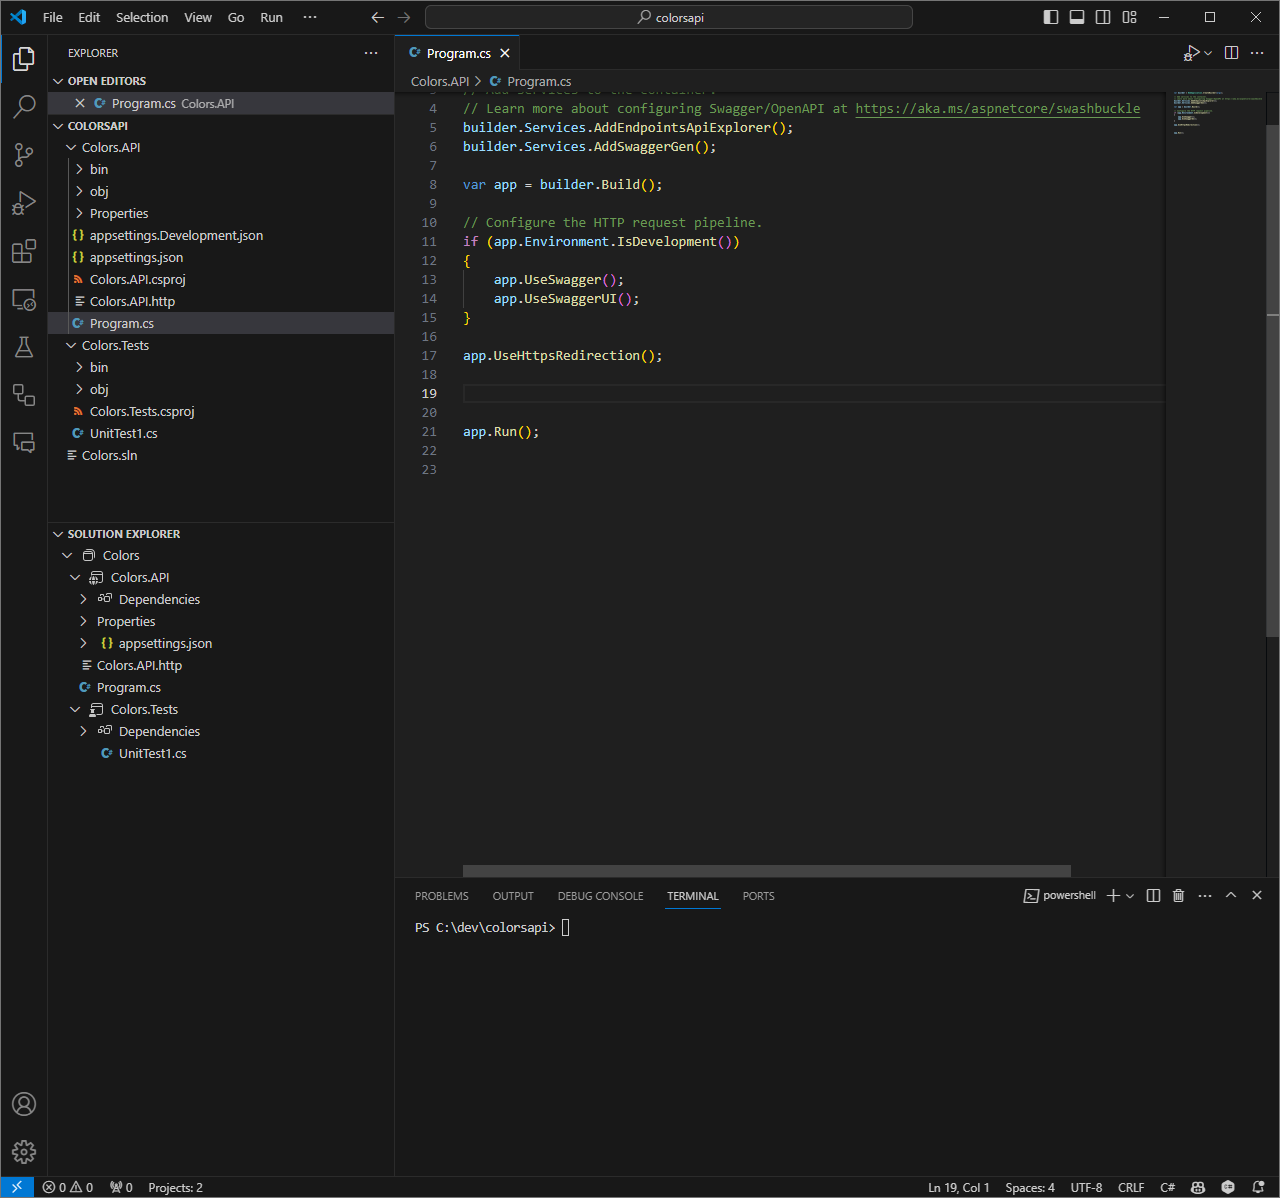 File Edit Selection View Go Run ··· colorsapi
EXPLORER
OPEN EDITORS
Program.cs Colors.API
COLORSAPI
Colors.API
bin
obj
Properties
{} appsettings.Development.json
{} appsettings.json
Colors.API.csproj
Colors.API.http
Program.cs
Colors.Tests
bin
obj
Colors.Tests.csproj
UnitTest1.cs
Colors.sln
SOLUTION EXPLORER
Colors
Colors.API
Dependencies
Properties
{} appsettings.json
Colors.API.http
Program.cs
Colors.Tests
Dependencies
UnitTest1.cs
Program.cs
Colors.API > Program.cs
3 // Add services to the container.
4 // Learn more about configuring Swagger/OpenAPI at https://aka.ms/aspnetcore/swashbuckle
5 builder.Services.AddEndpointsApiExplorer();
6 builder.Services.AddSwaggerGen();
7
8 var app = builder.Build();
9
10 // Configure the HTTP request pipeline.
11 if (app.Environment.IsDevelopment())
12 {
13 app.UseSwagger();
14 app.UseSwaggerUI();
15 }
16
17 app.UseHttpsRedirection();
18
19
20
21 app.Run();
22
23
PROBLEMS OUTPUT DEBUG CONSOLE TERMINAL PORTS powershell
PS C:\dev\colorsapi>
0 0 0 Projects: 2 Ln 19, Col 1 Spaces: 4 UTF-8 CRLF C#